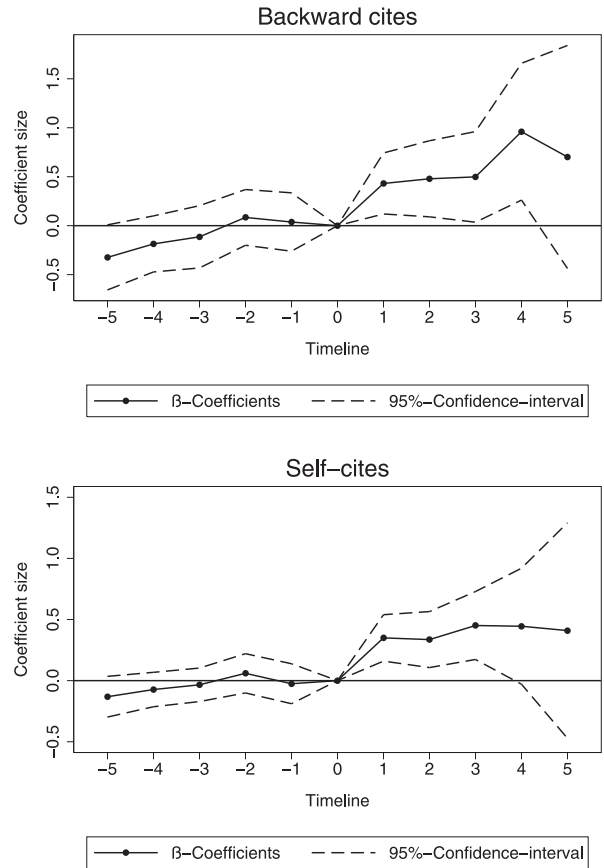 Backward cites
Coefficient size
1.5
1.0
0.5
0.0
−0.5
−5 −4 −3 −2 −1 0 1 2 3 4 5
Timeline
ß−Coefficients 95%−Confidence−interval
Self−cites
Coefficient size
1.5
1.0
0.5
0.0
−0.5
−5 −4 −3 −2 −1 0 1 2 3 4 5
Timeline
ß−Coefficients 95%−Confidence−interval